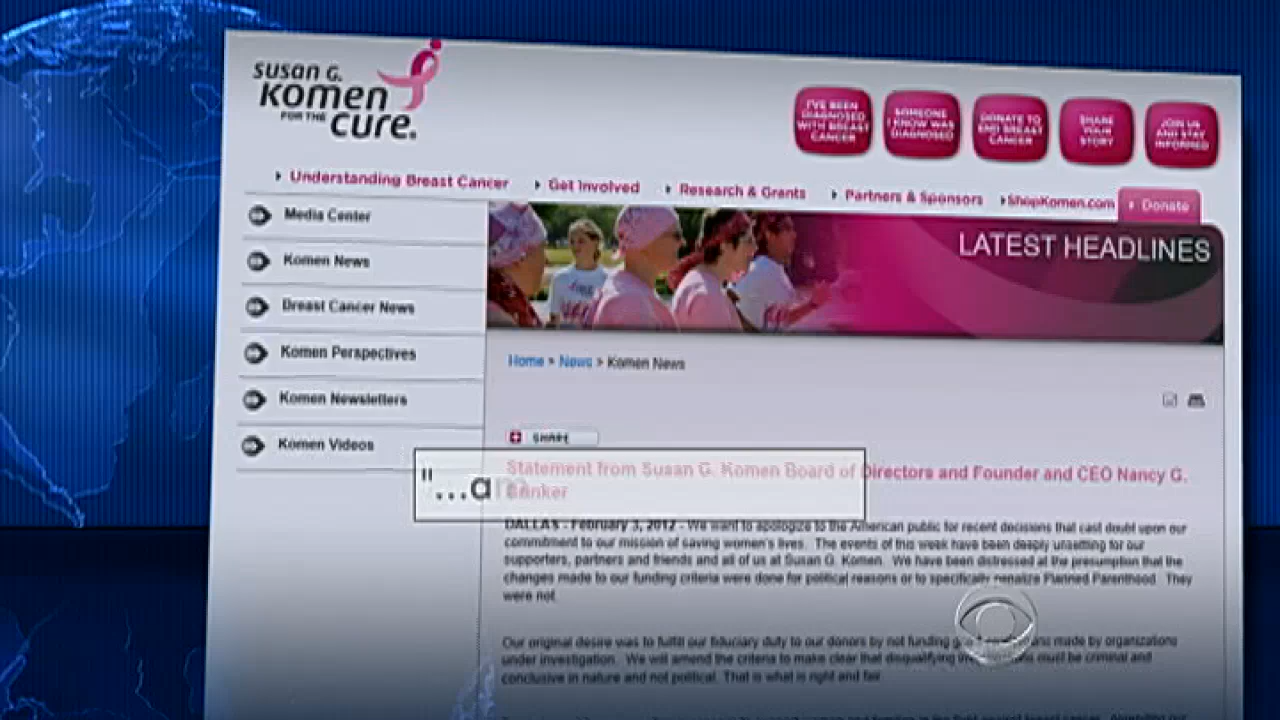 susan G.
komen
FOR THE
cure.
I'VE BEEN
DIAGNOSED
WITH BREAST
CANCER
SOMEONE
I KNOW WAS
DIAGNOSED
DONATE TO
END BREAST
CANCER
SHARE
YOUR
STORY
JOIN US
AND STAY
INFORMED
Understanding Breast Cancer
Get Involved
Research & Grants
Partners & Sponsors
ShopKomen.com
Donate
Media Center
Komen News
Breast Cancer News
Komen Perspectives
Komen Newsletters
Komen Videos
LATEST HEADLINES
Home > News > Komen News
SHARE
Statement from Susan G. Komen Board of Directors and Founder and CEO Nancy G.
"...am
DALLAS - February 3, 2012 - We want to apologize to the American public for recent decisions that cast doubt upon our
commitment to our mission of saving women's lives. The events of this week have been deeply unsettling for our
supporters, partners and friends and all of us at Susan G. Komen. We have been distressed at the presumption that the
changes made to our funding criteria were done for political reasons or to specifically penalize Planned Parenthood. They
were not.
Our original desire was to fulfill our fiduciary duty to our donors by not funding made by organizations
under investigation. We will amend the criteria to make clear that disqualifying must be criminal and
conclusive in nature and not political. That is what is right and fair.